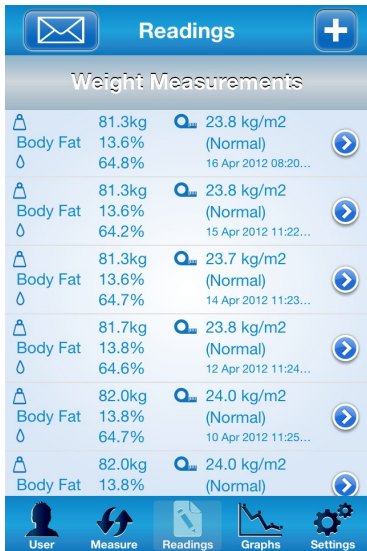 Readings
Weight Measurements
81.3kg 23.8 kg/m2
Body Fat 13.6% (Normal)
64.8% 16 Apr 2012 08:20...
81.3kg 23.8 kg/m2
Body Fat 13.6% (Normal)
64.2% 15 Apr 2012 11:22...
81.3kg 23.7 kg/m2
Body Fat 13.6% (Normal)
64.7% 14 Apr 2012 11:23...
81.7kg 23.8 kg/m2
Body Fat 13.8% (Normal)
64.6% 12 Apr 2012 11:24...
82.0kg 24.0 kg/m2
Body Fat 13.8% (Normal)
64.7% 10 Apr 2012 11:25...
82.0kg 24.0 kg/m2
Body Fat 13.8% (Normal)
User Measure Readings Graphs Settings